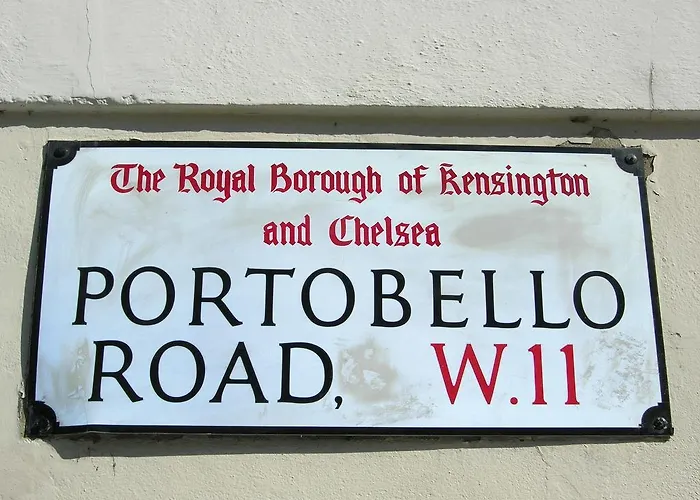 The Royal Borough of Kensington
and Chelsea
PORTOBELLO
ROAD, W.11